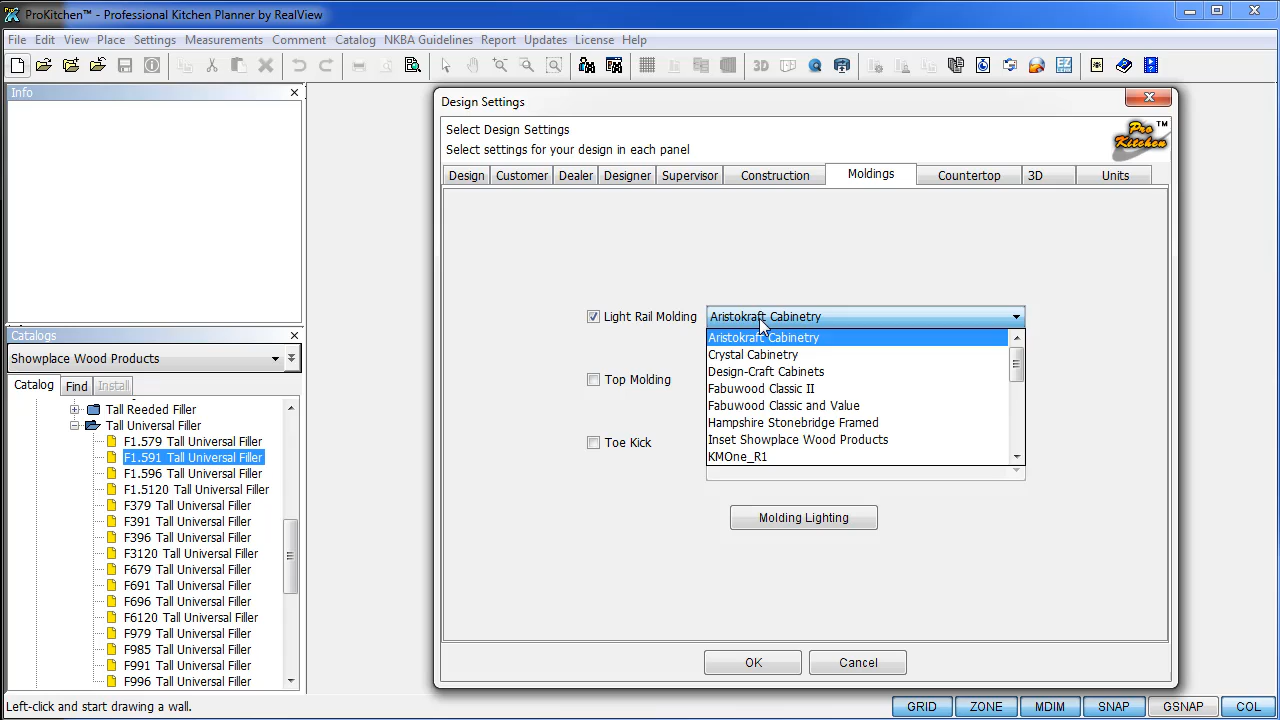 ProKitchen™ - Professional Kitchen Planner by RealView
File Edit View Place Settings Measurements Comment Catalog NKBA Guidelines Report Updates License Help
3D EZ
Info
Catalogs
Showplace Wood Products
Catalog Find Install
Tall Reeded Filler
Tall Universal Filler
F1.579 Tall Universal Filler
F1.591 Tall Universal Filler
F1.596 Tall Universal Filler
F1.5120 Tall Universal Filler
F379 Tall Universal Filler
F391 Tall Universal Filler
F396 Tall Universal Filler
F3120 Tall Universal Filler
F679 Tall Universal Filler
F691 Tall Universal Filler
F696 Tall Universal Filler
F6120 Tall Universal Filler
F979 Tall Universal Filler
F985 Tall Universal Filler
F991 Tall Universal Filler
F996 Tall Universal Filler
Design Settings
Select Design Settings
Select settings for your design in each panel
Pro Kitchen ™
Design Customer Dealer Designer Supervisor Construction Moldings Countertop 3D Units
Light Rail Molding Aristokraft Cabinetry
Aristokraft Cabinetry
Crystal Cabinetry
Design-Craft Cabinets
Fabuwood Classic II
Fabuwood Classic and Value
Hampshire Stonebridge Framed
Inset Showplace Wood Products
KMOne_R1
Top Molding
Toe Kick
Molding Lighting
OK Cancel
Left-click and start drawing a wall.
GRID ZONE MDIM SNAP GSNAP COL